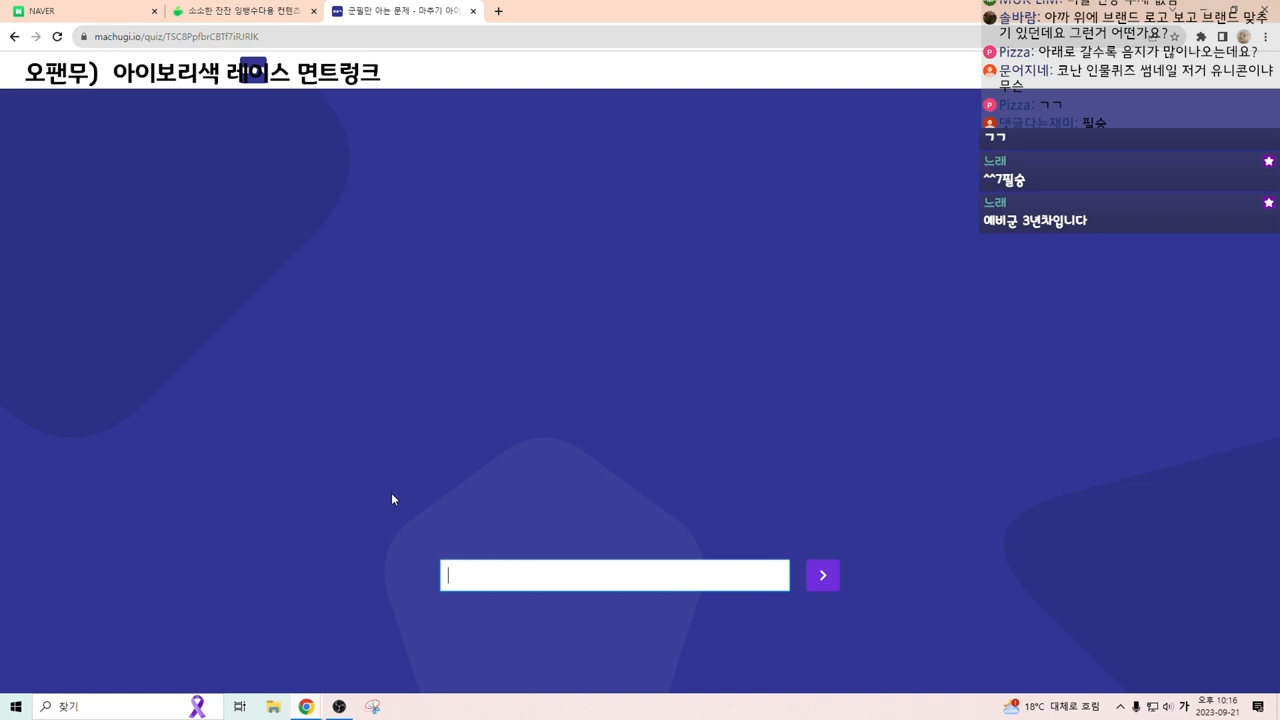 NAVER
소소한 잔잔 잉뱅수다용 컨텐츠
군필만 아는 문제 - 마추기 아이
machugi.io/quiz/TSC8PpfbrCBTf7iRJRlK
오팬무) 아이보리색 레이스 면트렁크
솔바람: 아까 위에 브랜드 로고 보고 브랜드 맞추
기 있던데요 그런거 어떤가요?
Pizza: 아래로 갈수록 음지가 많이나오는데요?
문어지네: 코난 인물퀴즈 썸네일 저거 유니콘이냐
무슨
Pizza: ㄱㄱ
댓글다는재미: 필승
ㄱㄱ
느래
^^7필승
느래
예비군 3년차입니다
찾기
18°C 대체로 흐림
가
오후 10:16
2023-09-21